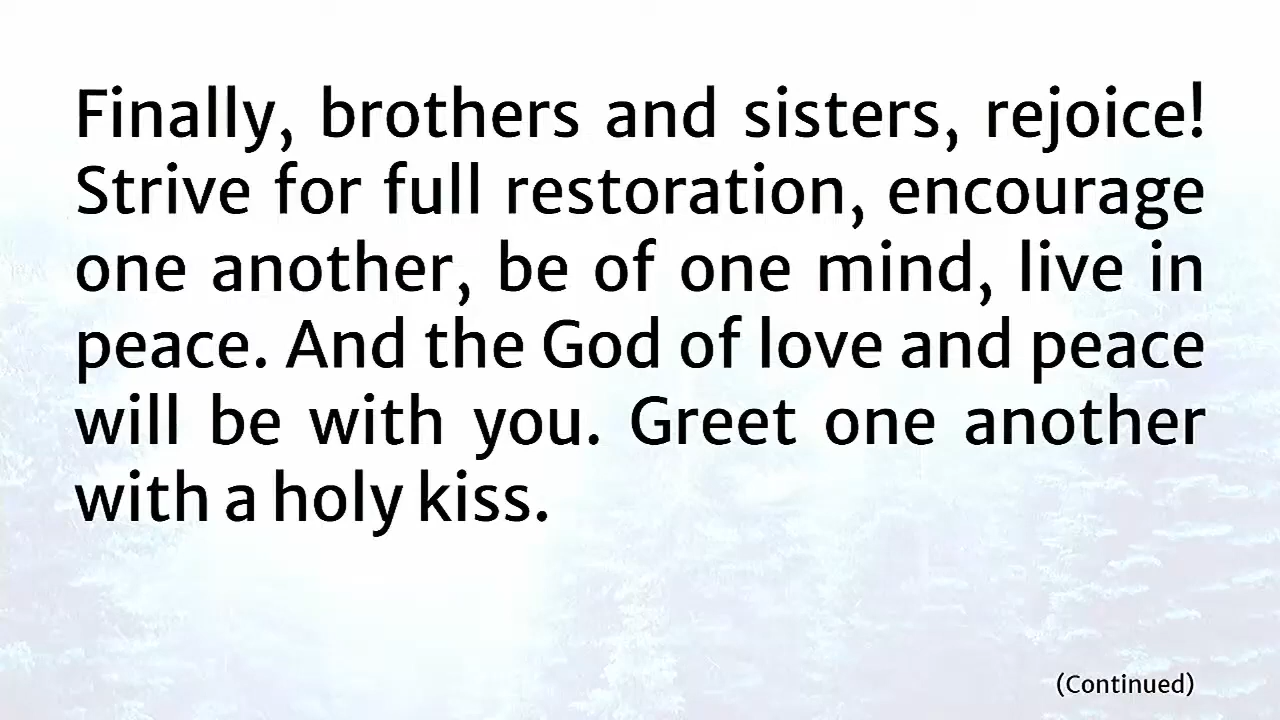 Finally, brothers and sisters, rejoice!
Strive for full restoration, encourage
one another, be of one mind, live in
peace. And the God of love and peace
will be with you. Greet one another
with a holy kiss.
(Continued)